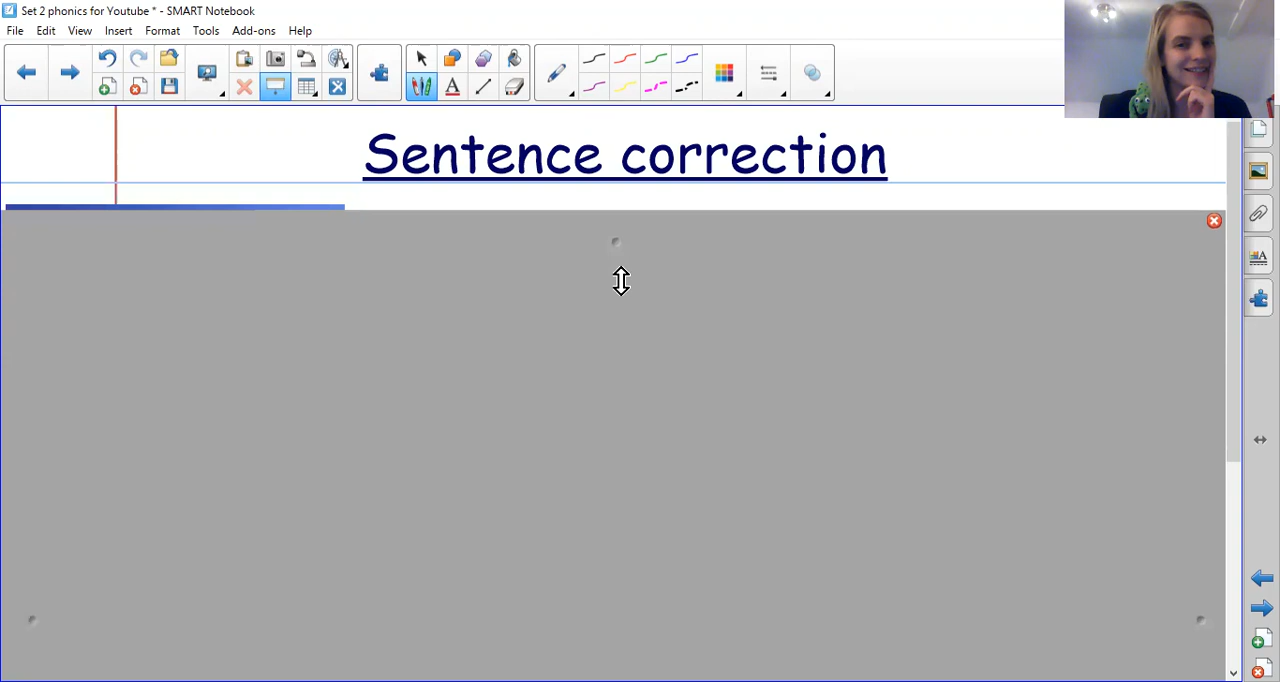 Set 2 phonics for Youtube * - SMART Notebook
File Edit View Insert Format Tools Add-ons Help
Sentence correction